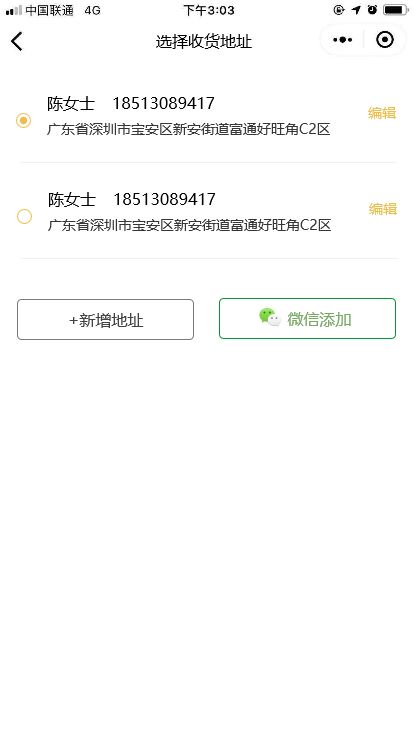 中国联通 4G 下午3:03
选择收货地址
陈女士 18513089417
编辑
广东省深圳市宝安区新安街道富通好旺角C2区
陈女士 18513089417
编辑
广东省深圳市宝安区新安街道富通好旺角C2区
+新增地址 微信添加